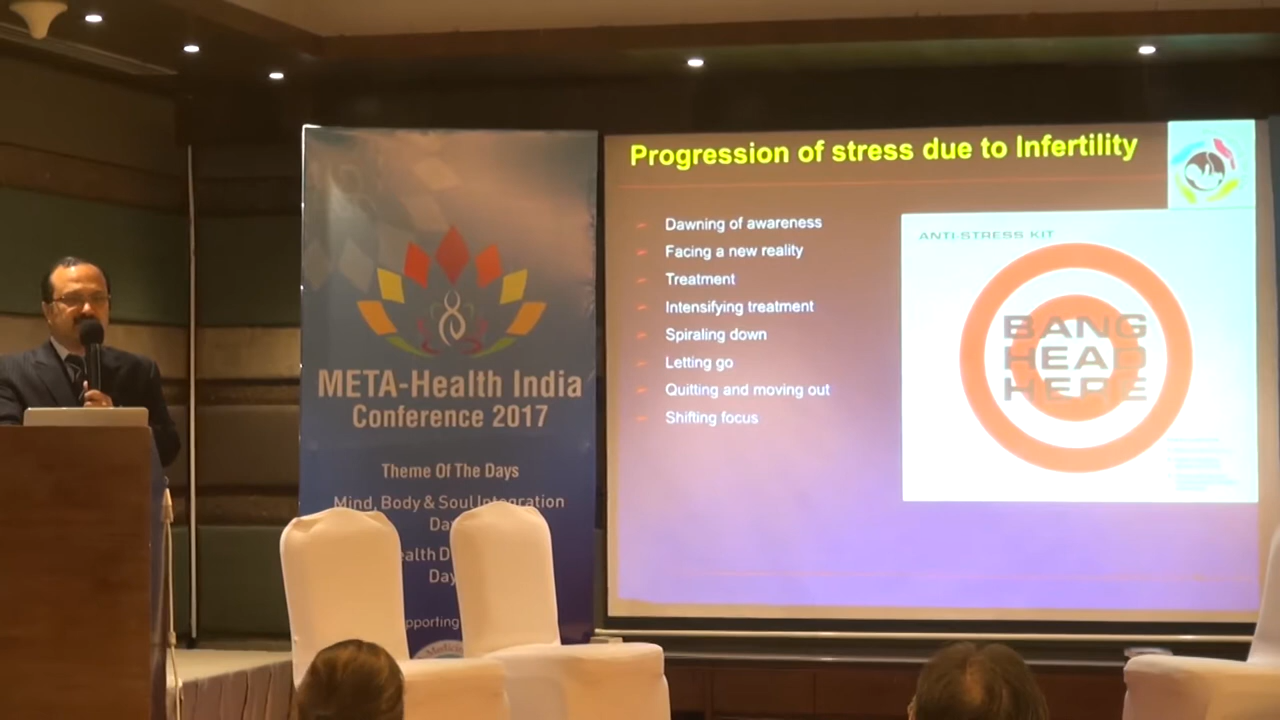 META-Health India
Conference 2017
Theme Of The Days
Mind, Body & Soul Integration
Progression of stress due to Infertility
Dawning of awareness
Facing a new reality
Treatment
Intensifying treatment
Spiraling down
Letting go
Quitting and moving out
Shifting focus
ANTI-STRESS KIT
BANG
HEAD
HERE